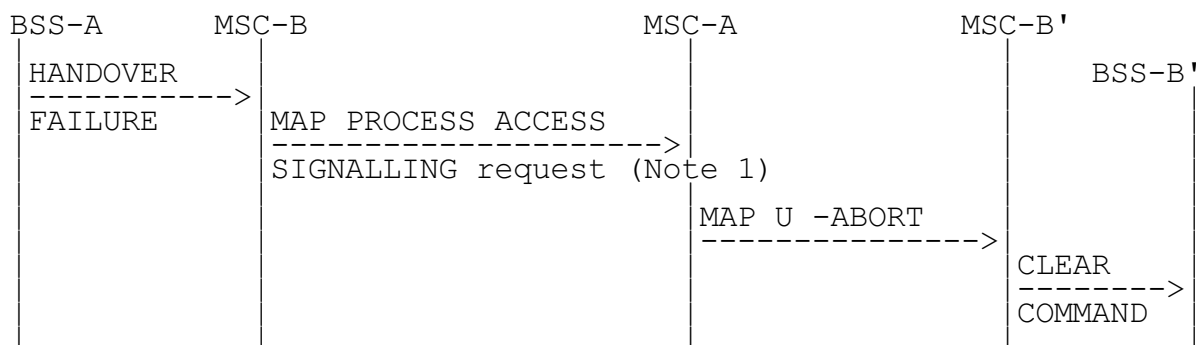 BSS-A MSC-B MSC-A MSC-B'
HANDOVER BSS-B'
FAILURE MAP PROCESS ACCESS
SIGNALLING request (Note 1)
MAP U -ABORT
CLEAR
COMMAND